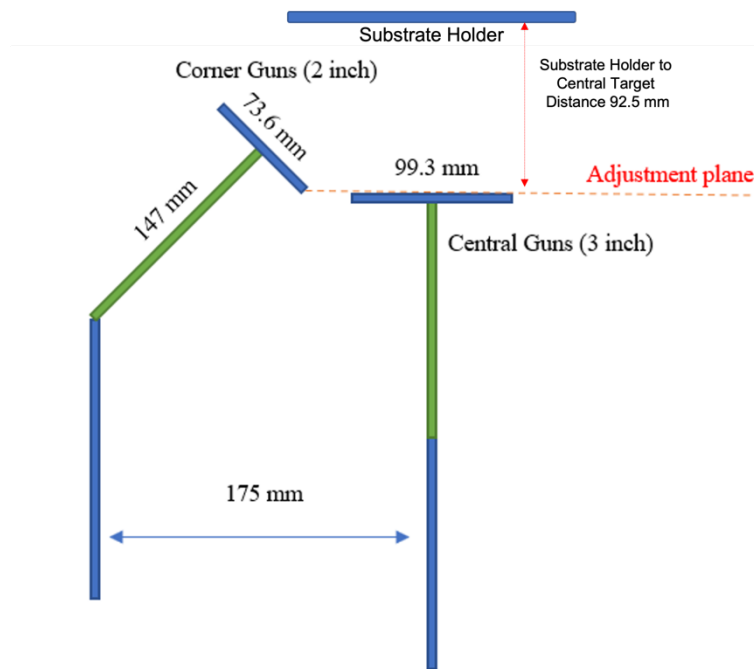 Substrate Holder
Corner Guns (2 inch)
Substrate Holder to
Central Target
Distance 92.5 mm
73.6 mm
99.3 mm
Adjustment plane
147 mm
Central Guns (3 inch)
175 mm